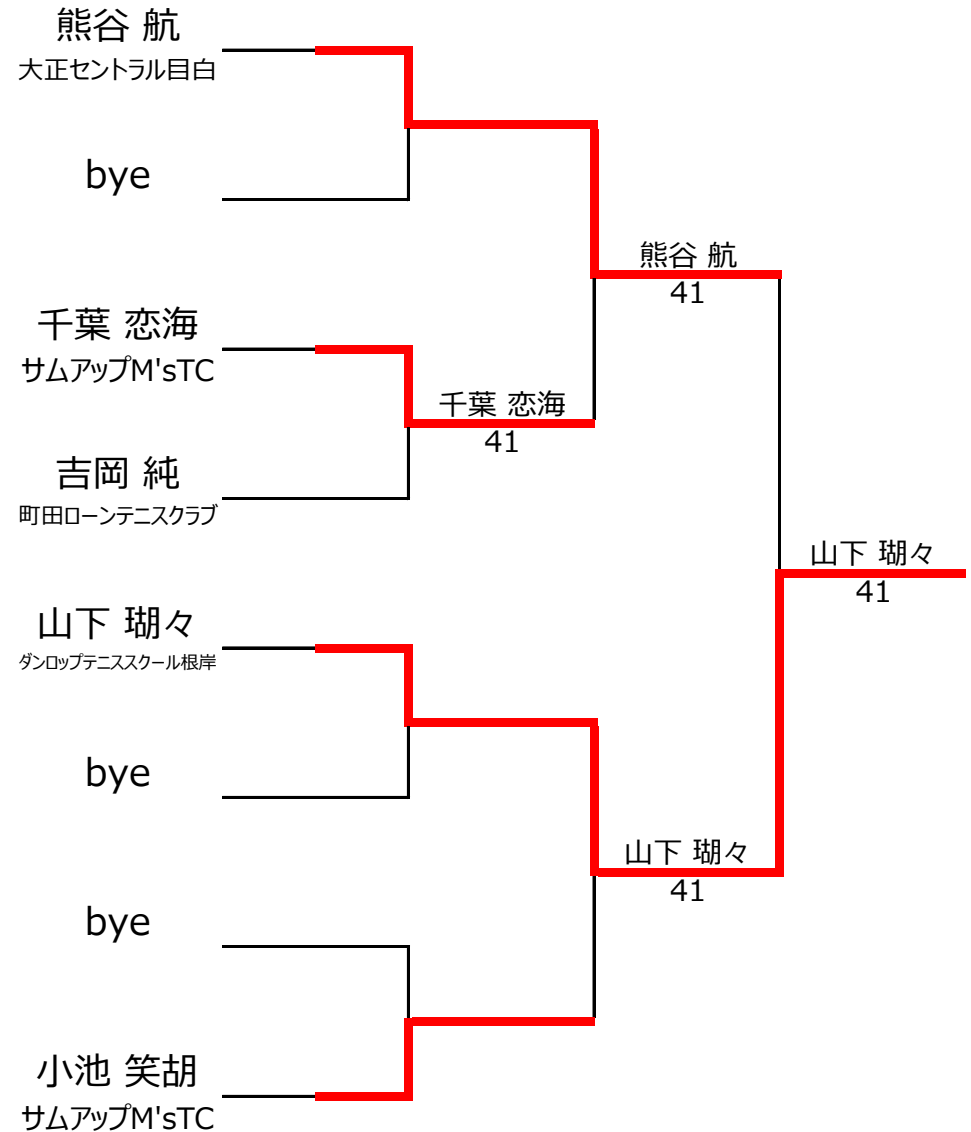 熊谷 航
大正セントラル目白
bye
熊谷 航
41
千葉 恋海
サムアップM'sTC
千葉 恋海
41
吉岡 純
町田ローンテニスクラブ
山下 瑚々
41
山下 瑚々
ダンロップテニススクール根岸
bye
山下 瑚々
41
bye
小池 笑胡
サムアップM'sTC